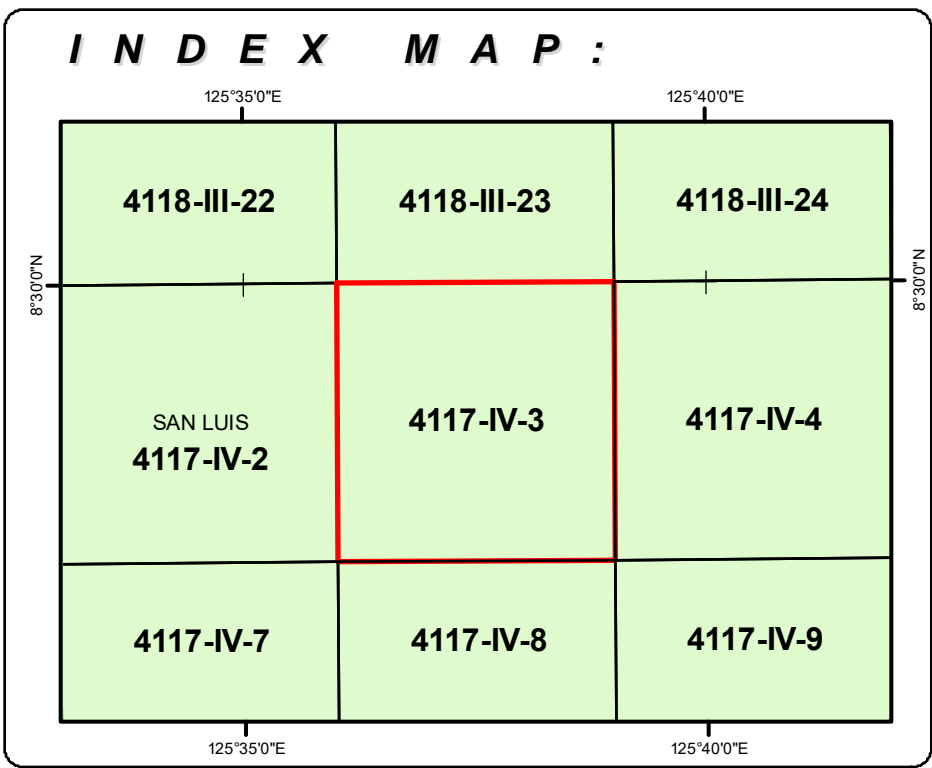 INDEX MAP:
125°35'0"E 125°40'0"E
4118-III-22 4118-III-23 4118-III-24
8°30'0"N 8°30'0"N
SAN LUIS
4117-IV-2 4117-IV-3 4117-IV-4
4117-IV-7 4117-IV-8 4117-IV-9
125°35'0"E 125°40'0"E